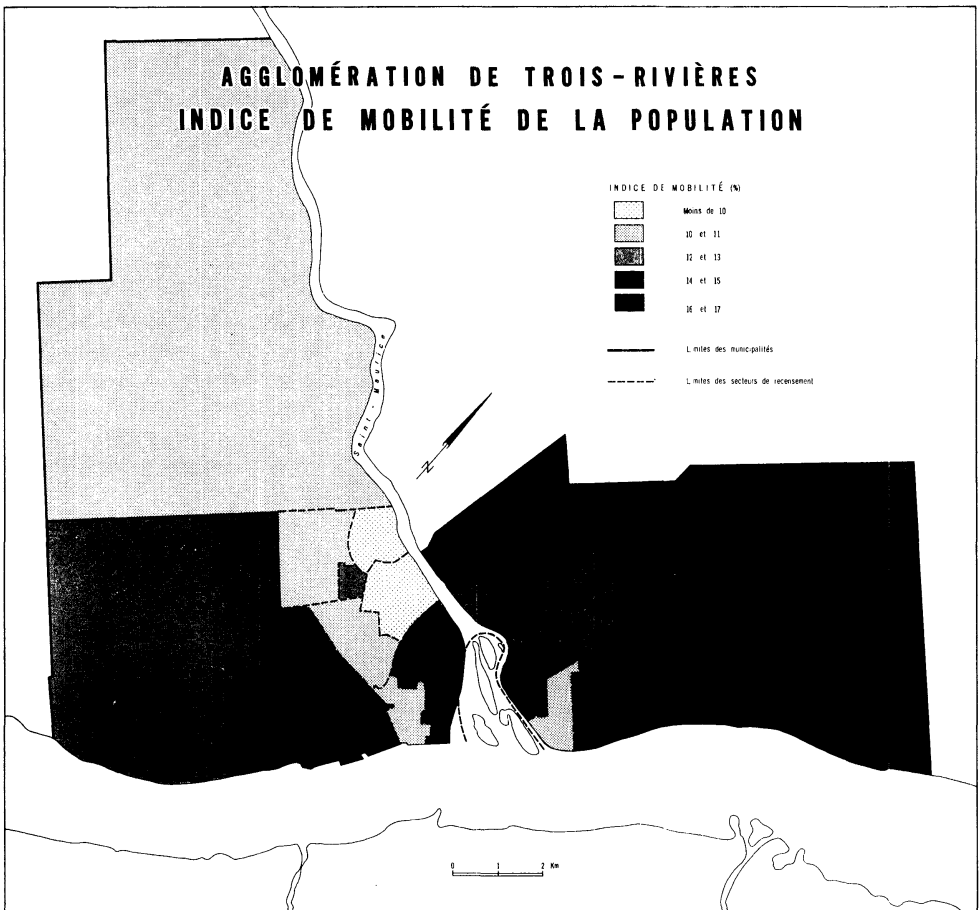 AGGLOMÉRATION DE TROIS-RIVIÈRES
INDICE DE MOBILITÉ DE LA POPULATION
INDICE DE MOBILITÉ (%)
Moins de 10
10 et 11
12 et 13
14 et 15
16 et 17
Limites des municipalités
Limites des secteurs de recensement
Saint-Maurice
N
0 1 2 Km